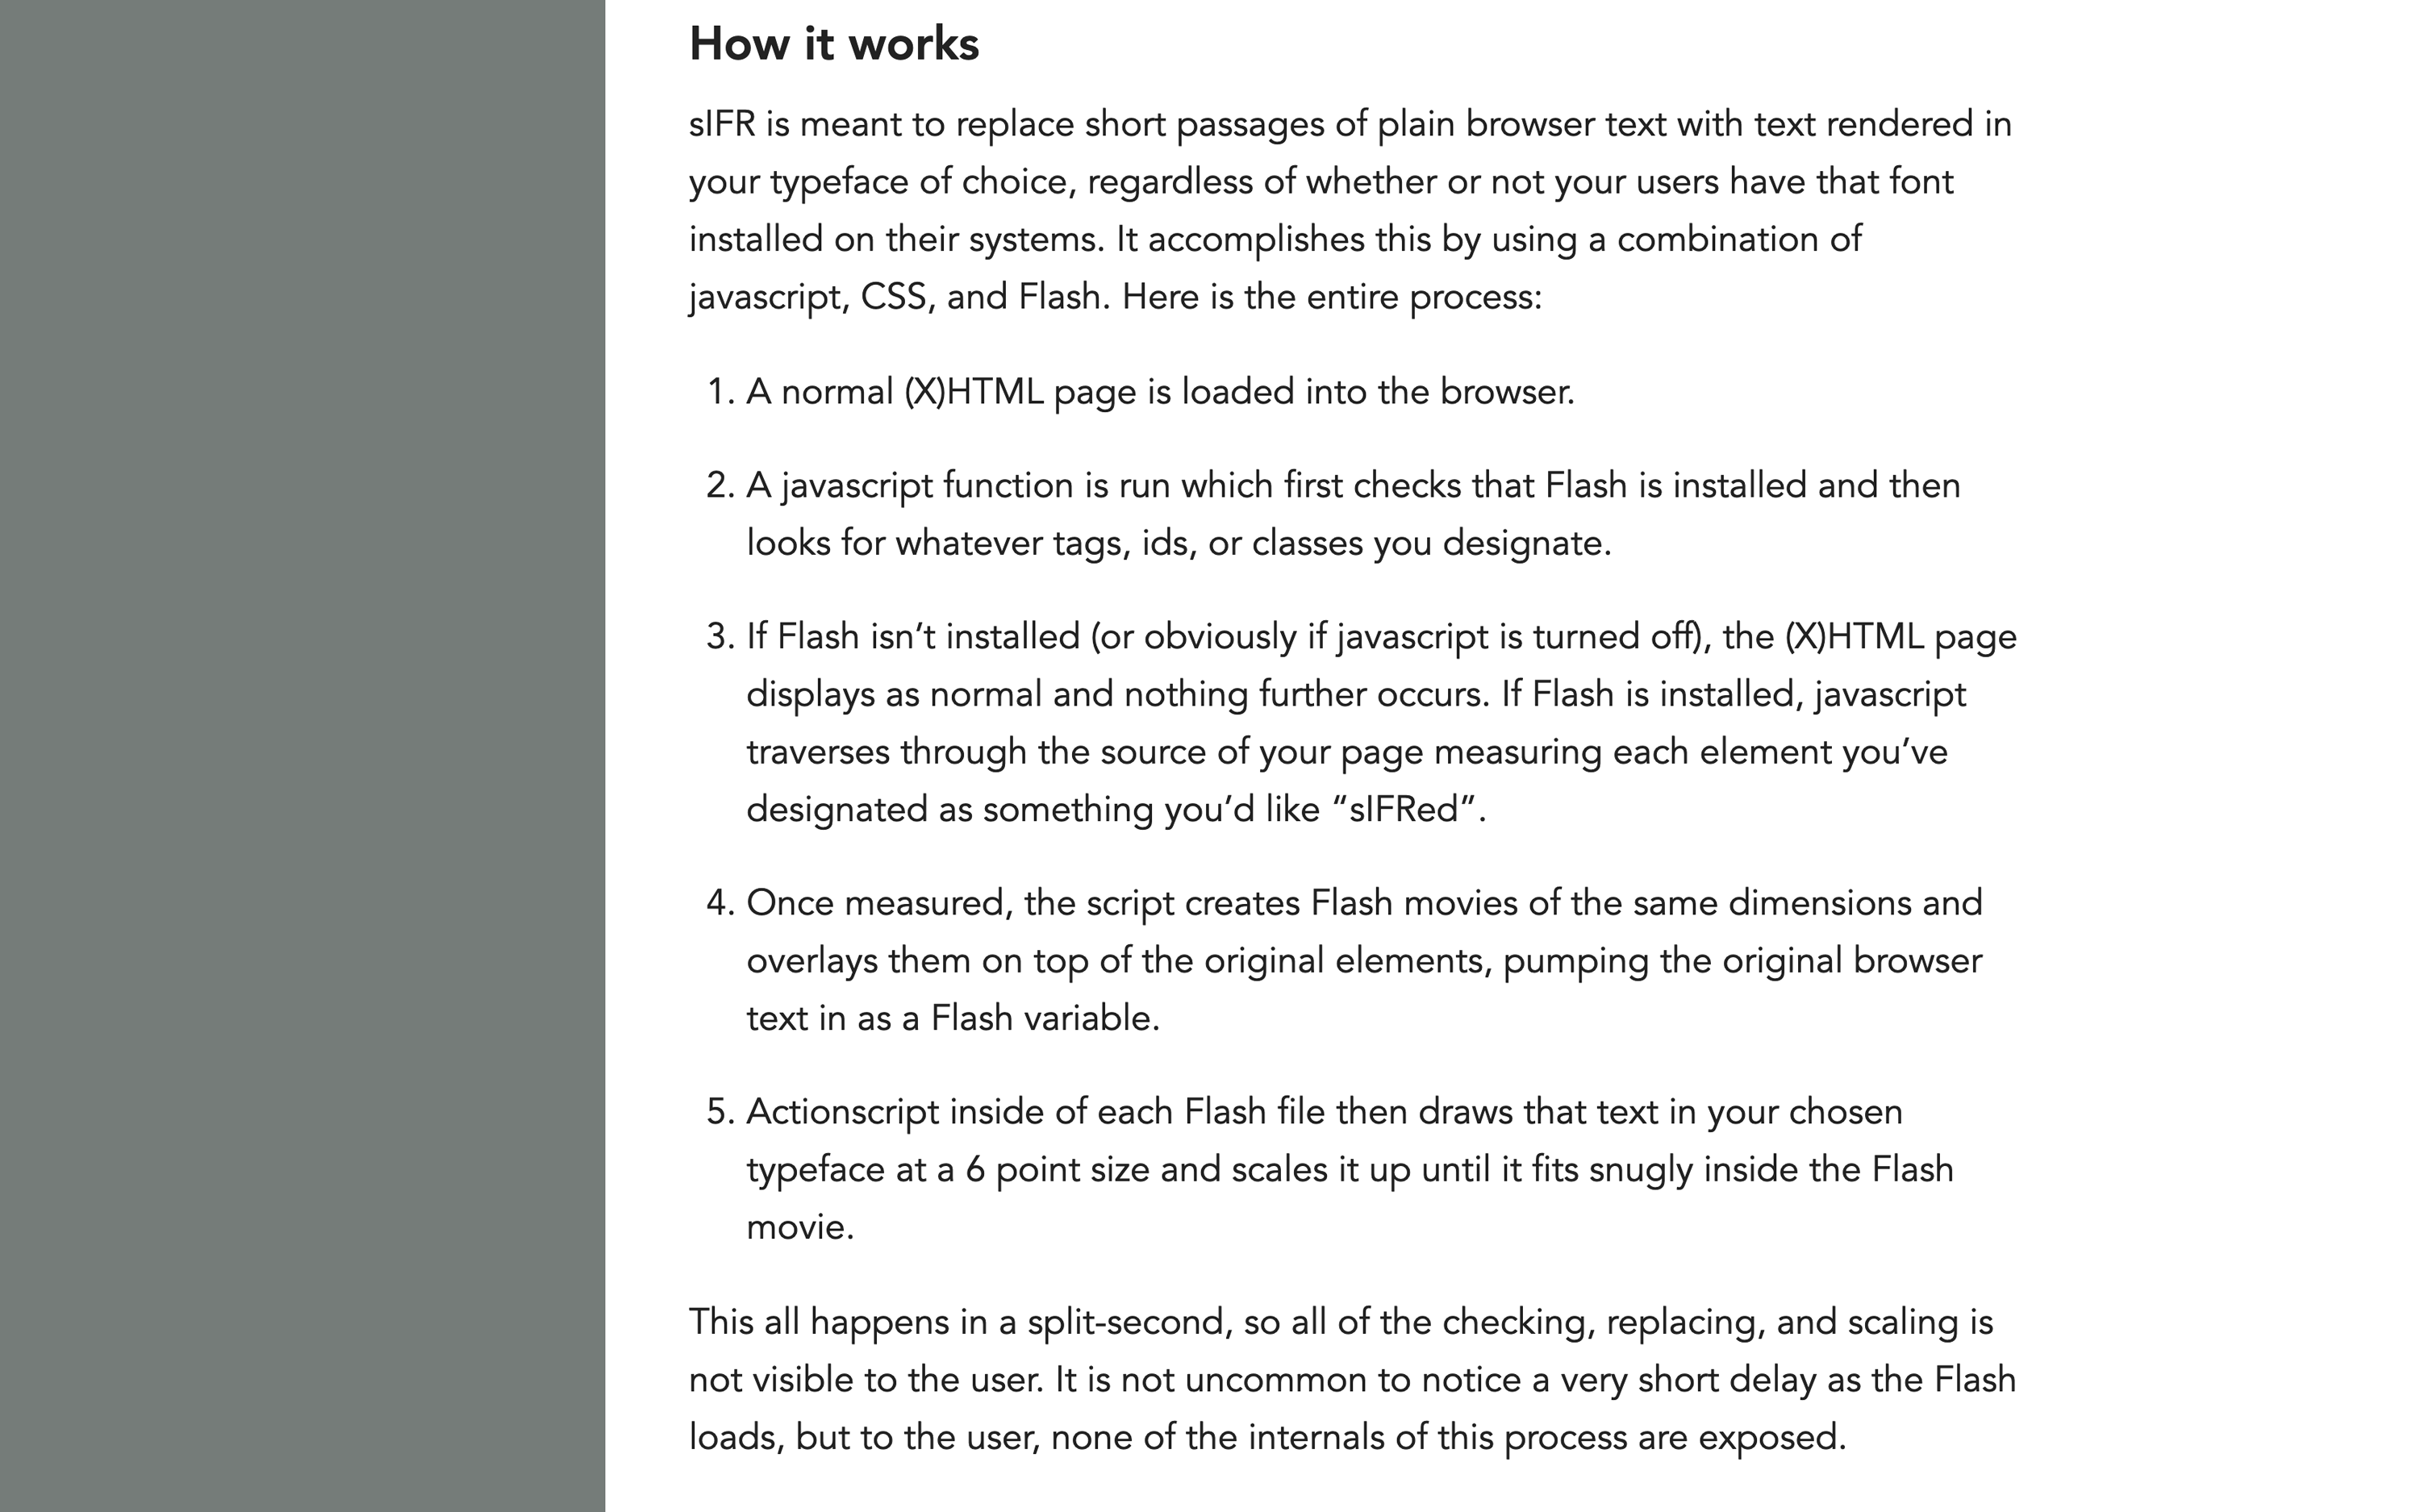 How it works
sIFR is meant to replace short passages of plain browser text with text rendered in
your typeface of choice, regardless of whether or not your users have that font
installed on their systems. It accomplishes this by using a combination of
javascript, CSS, and Flash. Here is the entire process:
1. A normal (X)HTML page is loaded into the browser.
2. A javascript function is run which first checks that Flash is installed and then
looks for whatever tags, ids, or classes you designate.
3. If Flash isn’t installed (or obviously if javascript is turned off), the (X)HTML page
displays as normal and nothing further occurs. If Flash is installed, javascript
traverses through the source of your page measuring each element you’ve
designated as something you’d like “sIFRed”.
4. Once measured, the script creates Flash movies of the same dimensions and
overlays them on top of the original elements, pumping the original browser
text in as a Flash variable.
5. Actionscript inside of each Flash file then draws that text in your chosen
typeface at a 6 point size and scales it up until it fits snugly inside the Flash
movie.
This all happens in a split-second, so all of the checking, replacing, and scaling is
not visible to the user. It is not uncommon to notice a very short delay as the Flash
loads, but to the user, none of the internals of this process are exposed.